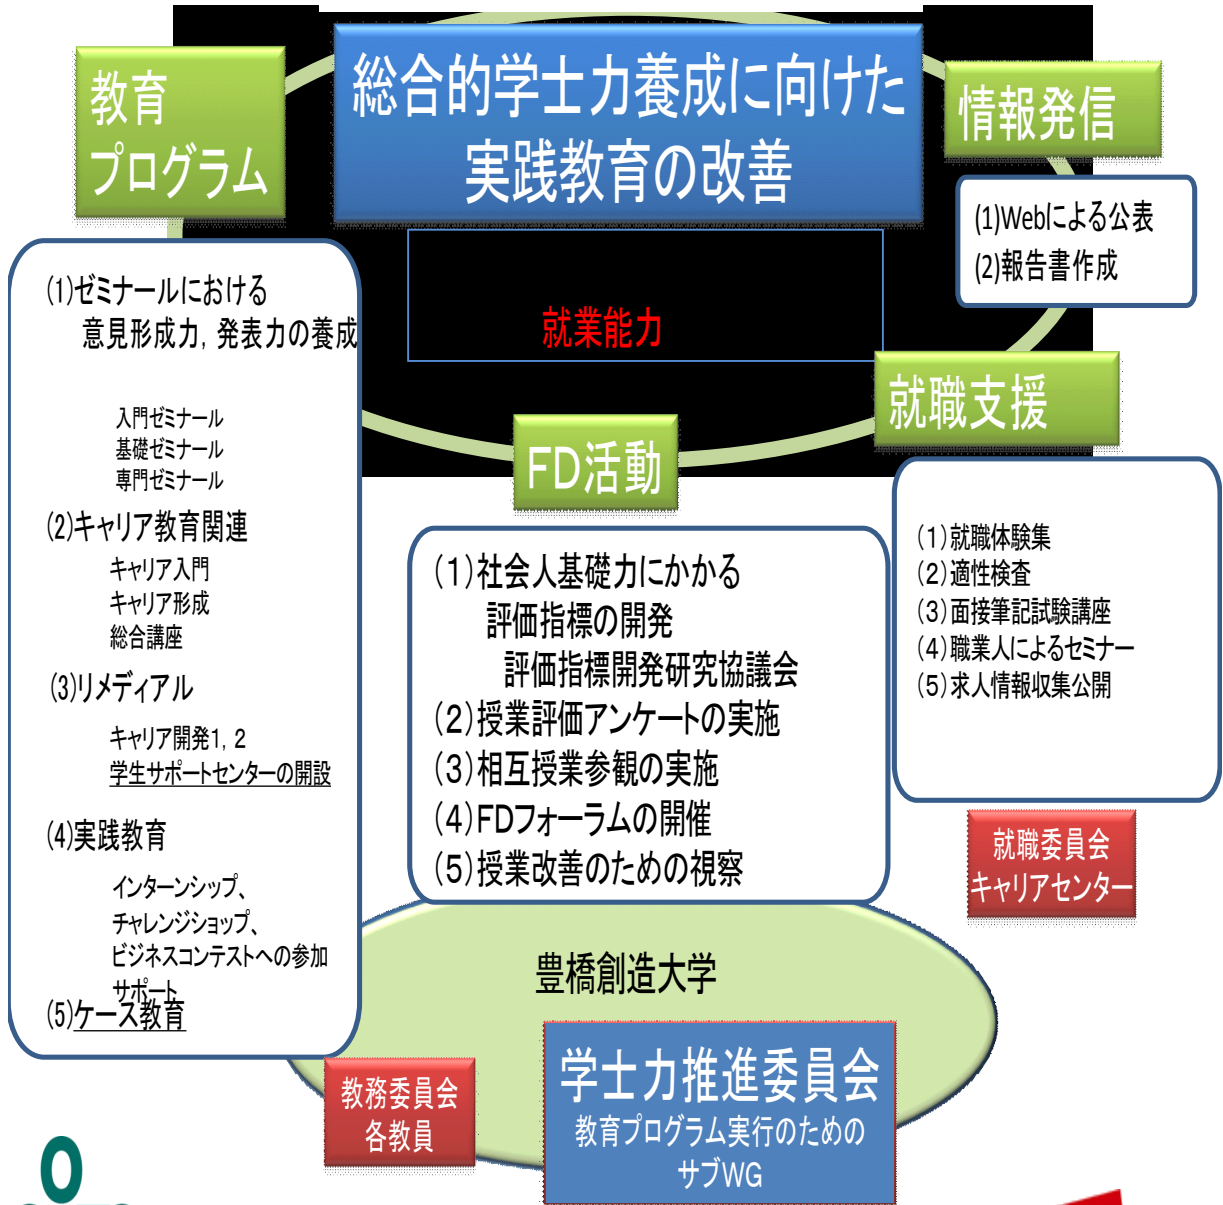 総合的学士力養成に向けた
実践教育の改善
教育
プログラム
情報発信
(1)Webによる公表
(2)報告書作成
就業能力
就職支援
FD活動
(1)ゼミナールにおける
意見形成力, 発表力の養成
入門ゼミナール
基礎ゼミナール
専門ゼミナール
(2)キャリア教育関連
キャリア入門
キャリア形成
総合講座
(3)リメディアル
キャリア開発1, 2
学生サポートセンターの開設
(4)実践教育
インターンシップ、
チャレンジショップ、
ビジネスコンテストへの参加
サポート
(5)ケース教育
(1)社会人基礎力にかかる
評価指標の開発
評価指標開発研究協議会
(2)授業評価アンケートの実施
(3)相互授業参観の実施
(4)FDフォーラムの開催
(5)授業改善のための視察
(1)就職体験集
(2)適性検査
(3)面接筆記試験講座
(4)職業人によるセミナー
(5)求人情報収集公開
就職委員会
キャリアセンター
豊橋創造大学
教務委員会
各教員
学士力推進委員会
教育プログラム実行のための
サブWG